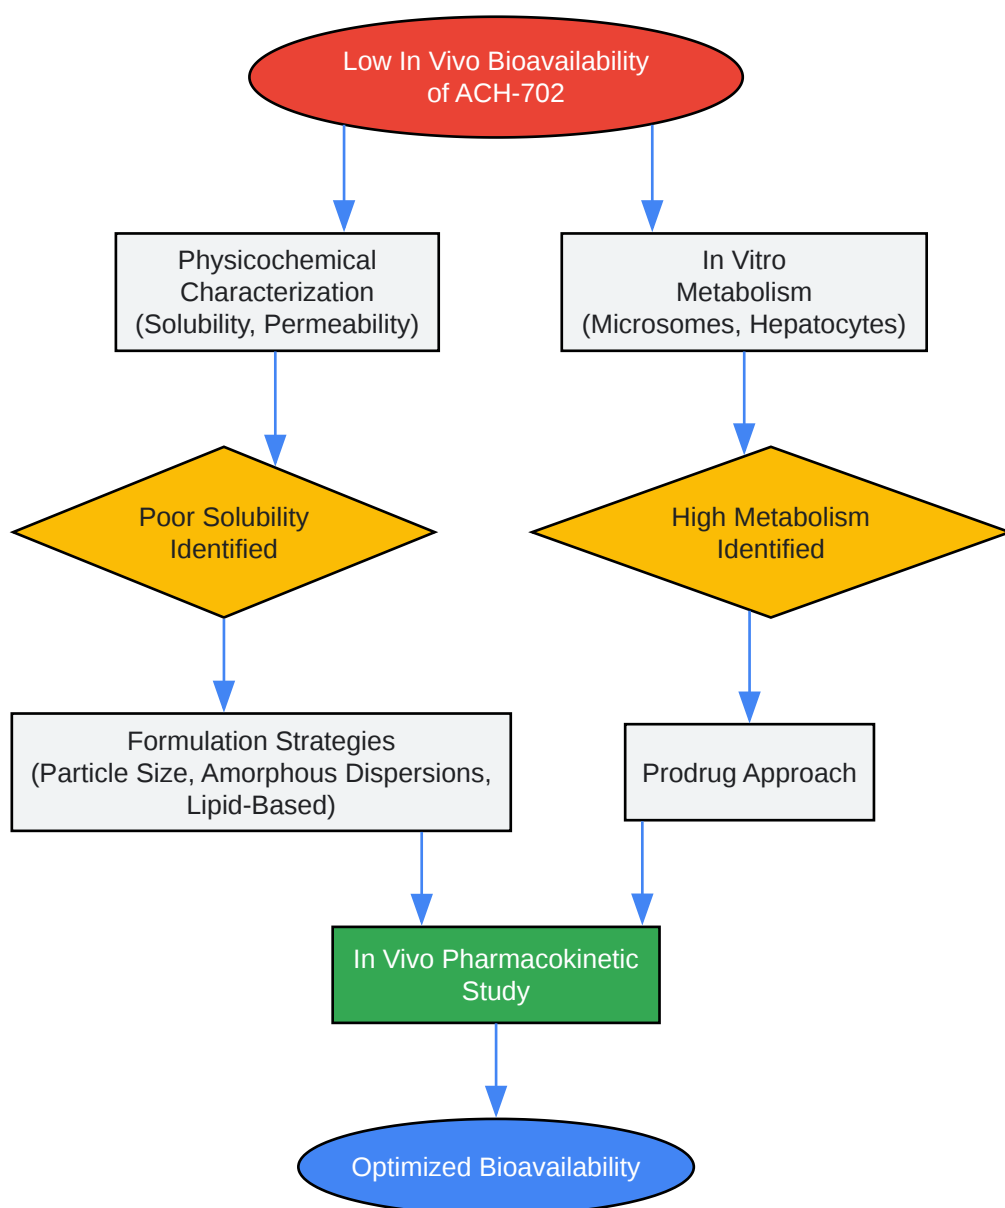 Low In Vivo Bioavailability
of ACH-702
Physicochemical
Characterization
(Solubility, Permeability)
In Vitro
Metabolism
(Microsomes, Hepatocytes)
Poor Solubility
Identified
High Metabolism
Identified
Formulation Strategies
(Particle Size, Amorphous Dispersions,
Lipid-Based)
Prodrug Approach
In Vivo Pharmacokinetic
Study
Optimized Bioavailability